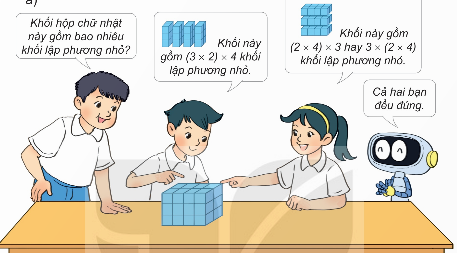 a)
Khối hộp chữ nhật
này gồm bao nhiêu
khối lập phương nhỏ?
Khối này
gồm (3 × 2) × 4 khối
lập phương nhỏ.
Khối này gồm
(2 × 4) × 3 hay 3 × (2 × 4)
khối lập phương nhỏ.
Cả hai bạn
đều đúng.